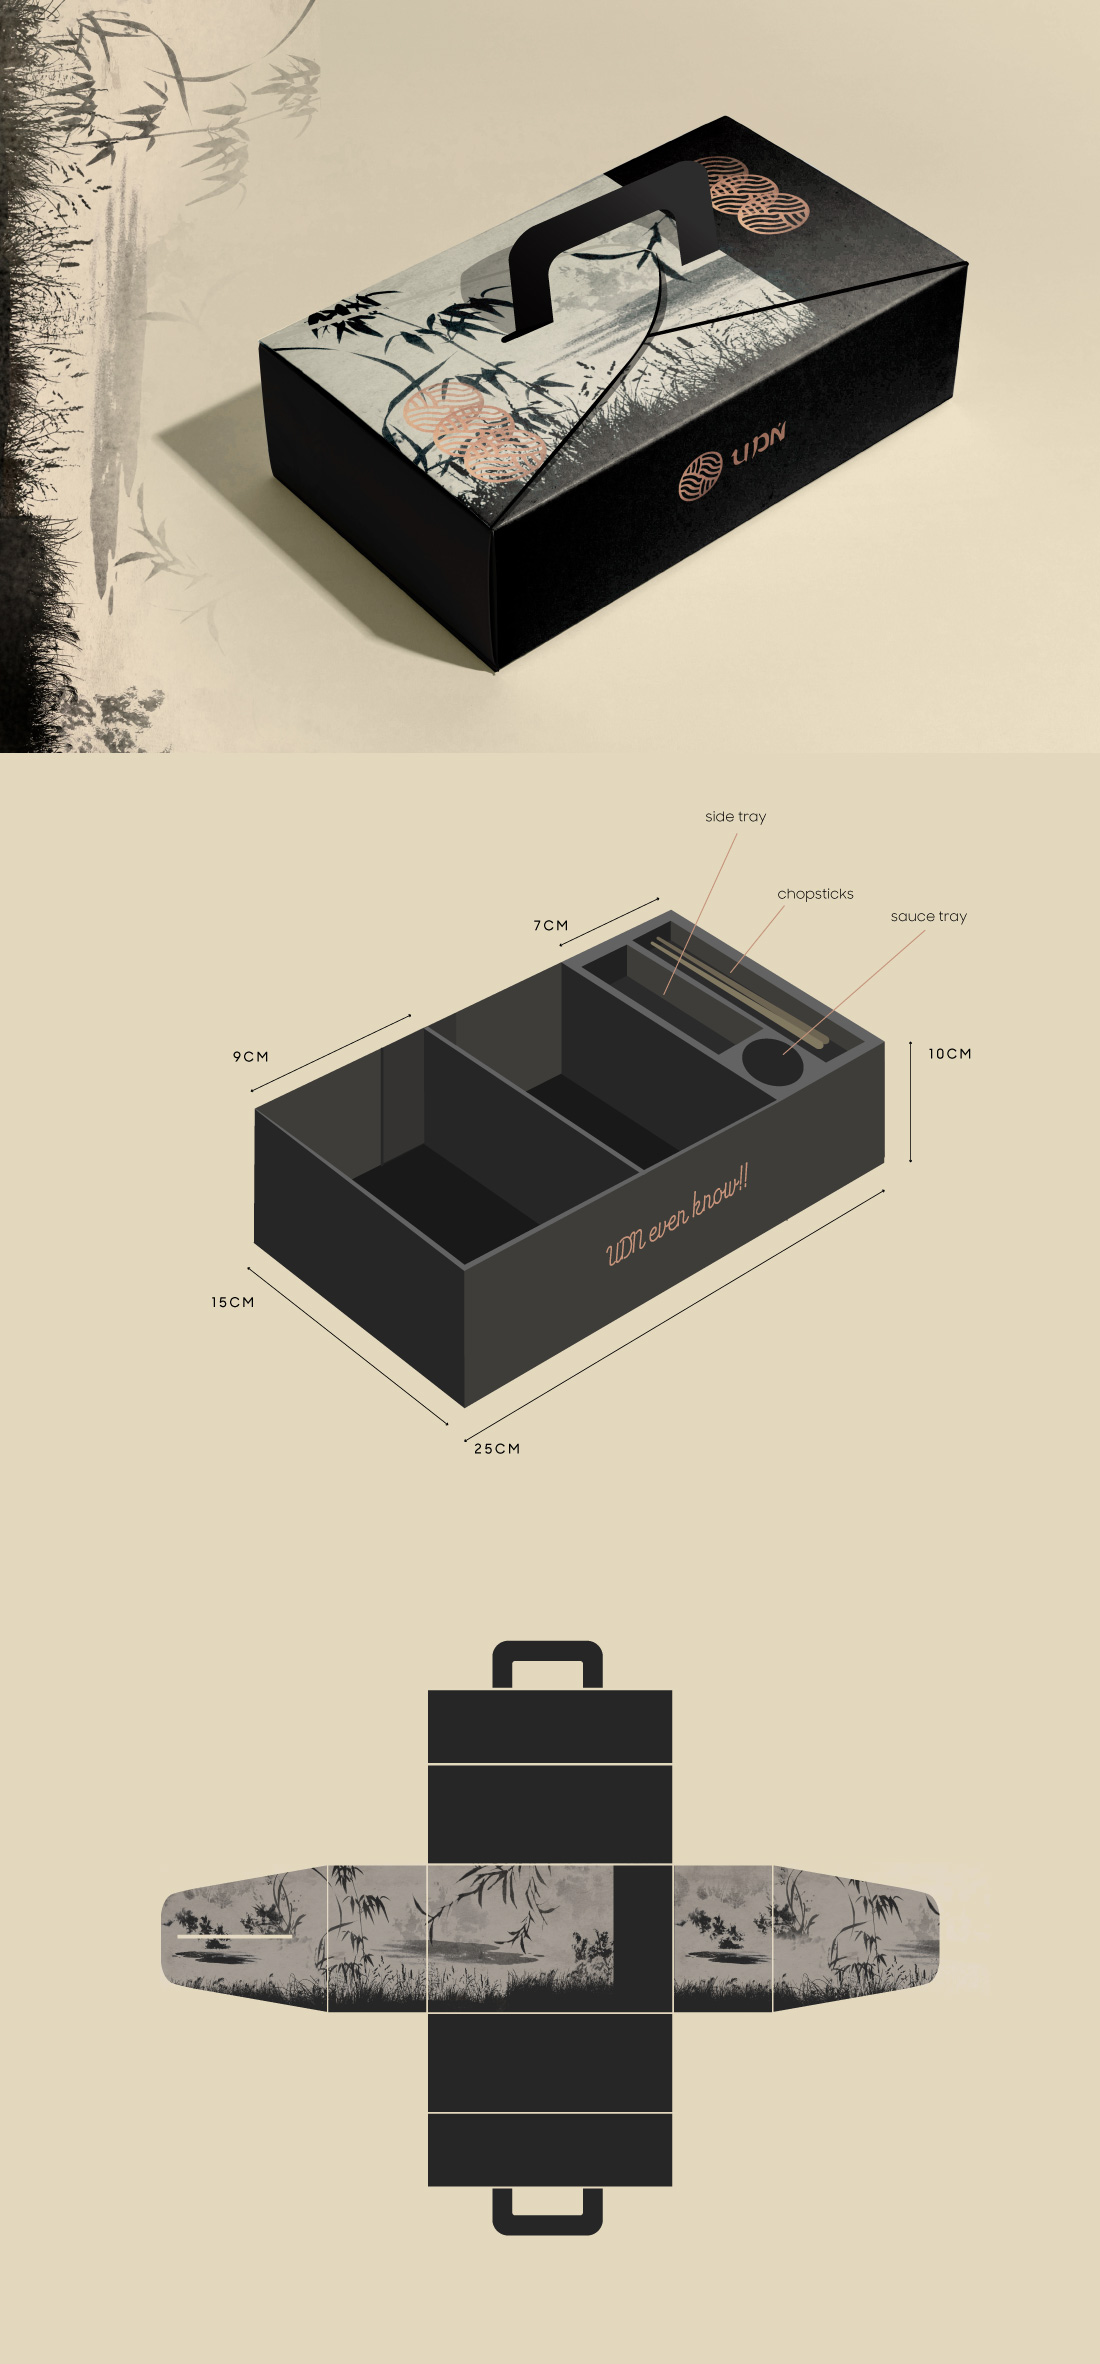 UDN
side tray
chopsticks
sauce tray
7CM
9CM
10CM
UDN even know!!
15CM
25CM